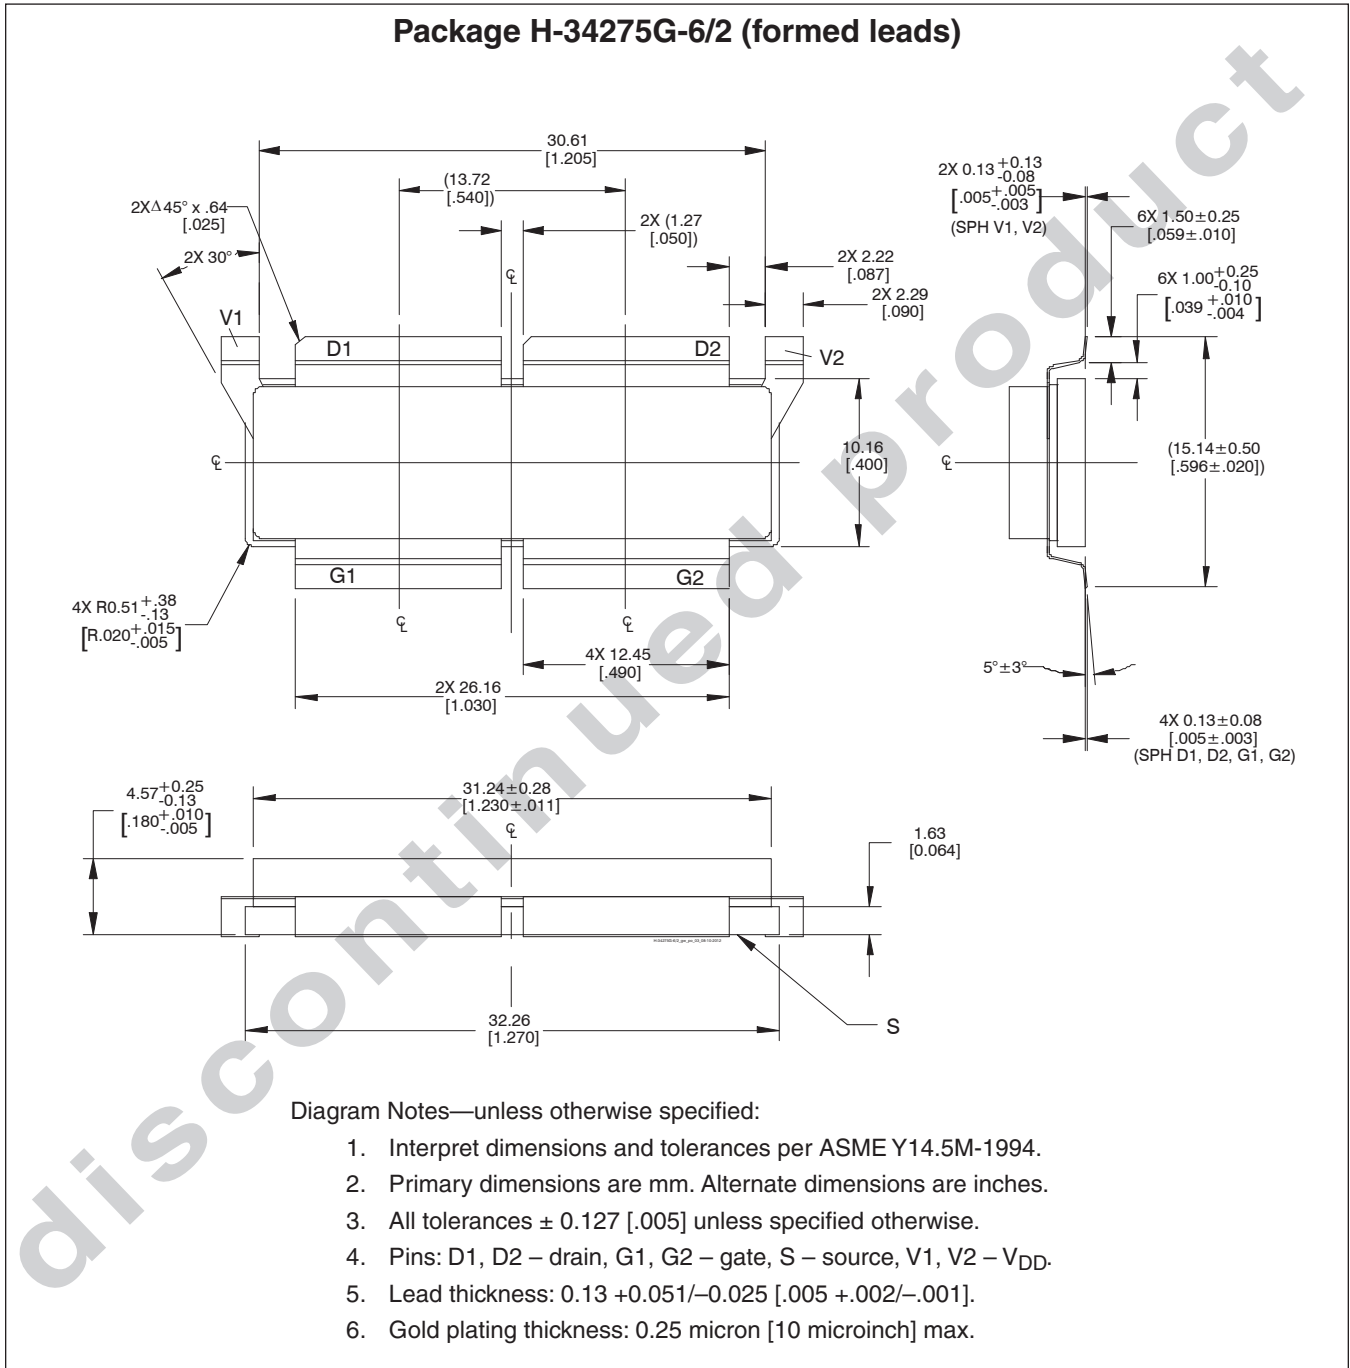 Package H-34275G-6/2 (formed leads)
30.61
[1.205]
(13.72
[.540])
2XΔ45° x .64
[.025]
2X (1.27
[.050])
2X 30°
℄
2X 2.22
[.087]
2X 2.29
[.090]
V1
D1
D2
V2
℄
10.16
[.400]
G1
G2
4X R0.51 +.38
-.13
[R.020 +.015
-.005]
℄
℄
4X 12.45
[.490]
2X 26.16
[1.030]
2X 0.13 +0.13
-0.08
[.005 +.005
-.003]
(SPH V1, V2)
6X 1.50±0.25
[.059±.010]
6X 1.00 +0.25
-0.10
[.039 +.010
-.004]
℄
(15.14±0.50
[.596±.020])
5°±3°
4X 0.13±0.08
[.005±.003]
(SPH D1, D2, G1, G2)
4.57 +0.25
-0.13
[.180 +.010
-.005]
31.24±0.28
[1.230±.011]
℄
1.63
[0.064]
32.26
[1.270]
S
Diagram Notes—unless otherwise specified:
1. Interpret dimensions and tolerances per ASME Y14.5M-1994.
2. Primary dimensions are mm. Alternate dimensions are inches.
3. All tolerances ± 0.127 [.005] unless specified otherwise.
4. Pins: D1, D2 – drain, G1, G2 – gate, S – source, V1, V2 – VDD.
5. Lead thickness: 0.13 +0.051/–0.025 [.005 +.002/–.001].
6. Gold plating thickness: 0.25 micron [10 microinch] max.
discontinued product